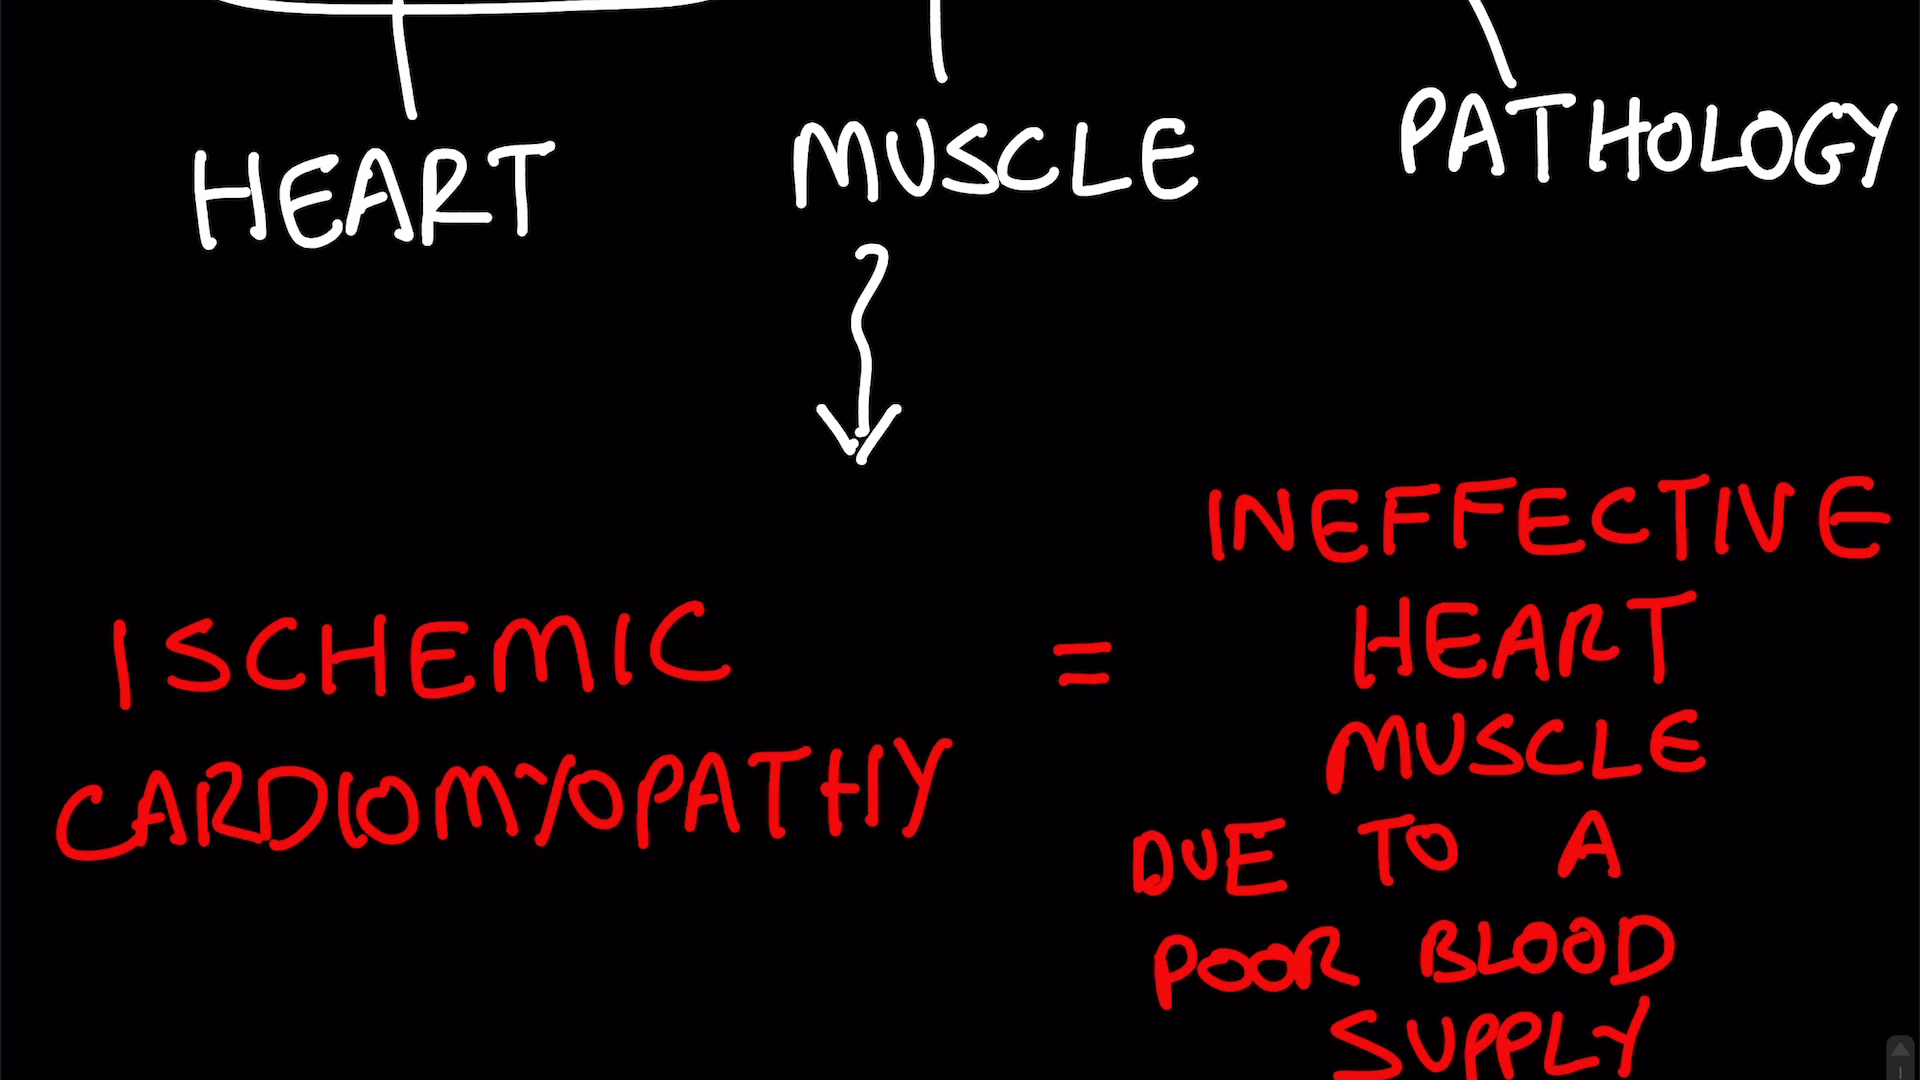 HEART MUSCLE PATHOLOGY
ISCHEMIC
CARDIOMYOPATHY
=
INEFFECTIVE
HEART
MUSCLE
DUE TO A
POOR BLOOD
SUPPLY